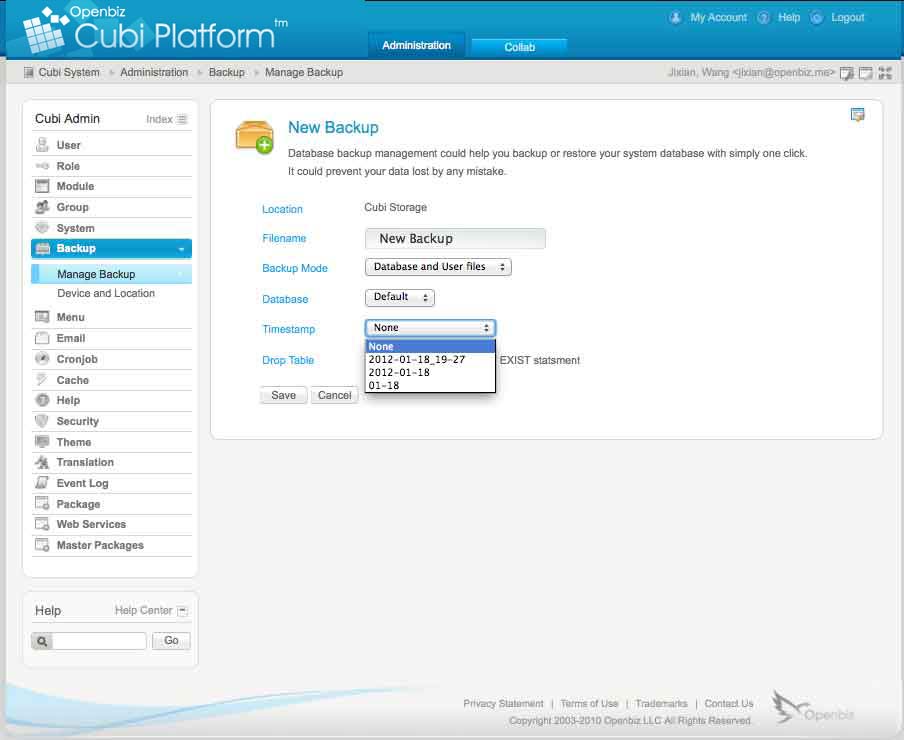 Openbiz
Cubi Platform™
My Account Help Logout
Administration Collab
Cubi System Administration Backup Manage Backup
Jixian, Wang <jixian@openbiz.me>
Cubi Admin Index
User
Role
Module
Group
System
Backup
Manage Backup
Device and Location
Menu
Email
Cronjob
Cache
Help
Security
Theme
Translation
Event Log
Package
Web Services
Master Packages
Help Help Center
Go
New Backup
Database backup management could help you backup or restore your system database with simply one click.
It could prevent your data lost by any mistake.
Location Cubi Storage
Filename New Backup
Backup Mode Database and User files
Database Default
Timestamp None
None
2012-01-18_19-27
2012-01-18
01-18
Drop Table EXIST statsment
Save Cancel
Privacy Statement | Terms of Use | Trademarks | Contact Us
Copyright 2003-2010 Openbiz LLC All Rights Reserved.
Openbiz